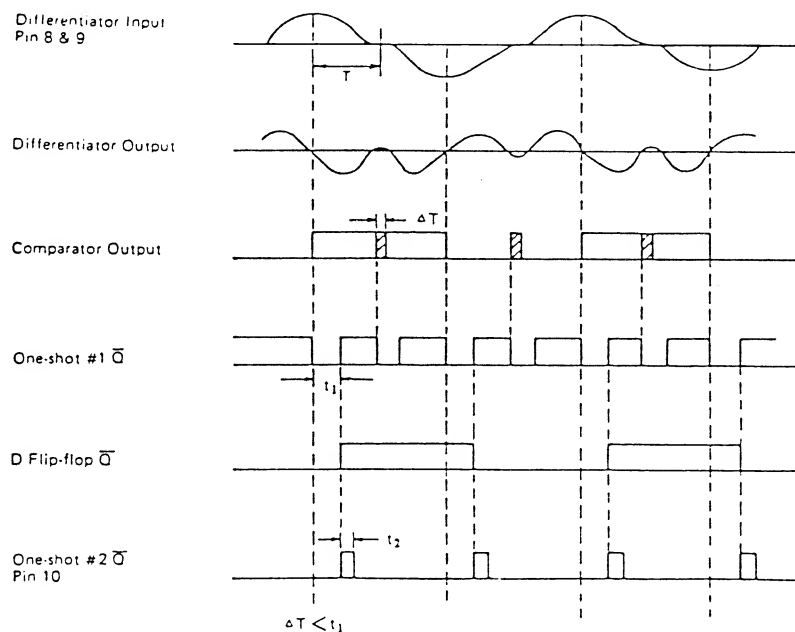 Differentiator Input
Pin 8 & 9
T
Differentiator Output
ΔT
Comparator Output
One-shot #1 Q̅
t₁
D Flip-flop Q̅
t₂
One-shot #2 Q̅
Pin 10
ΔT < t₁